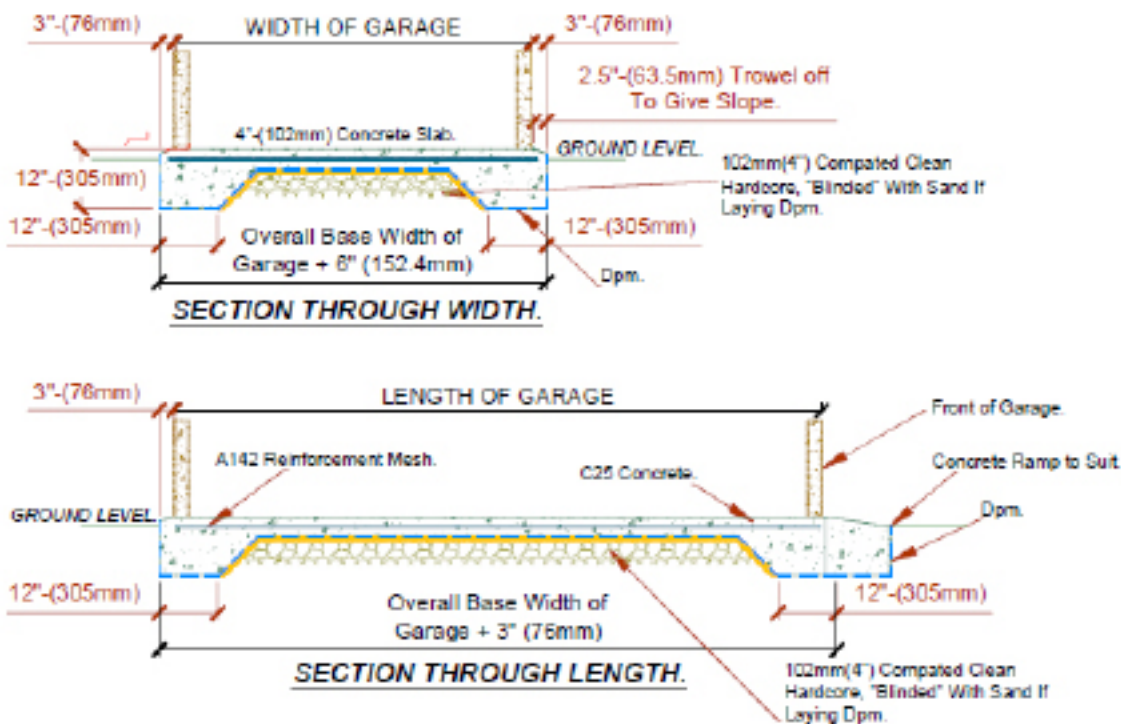 3"-(76mm)
WIDTH OF GARAGE
3"-(76mm)
2.5"-(63.5mm) Trowel off
To Give Slope.
4"-(102mm) Concrete Slab.
GROUND LEVEL.
102mm(4") Compated Clean
Hardcore, "Blinded" With Sand If
Laying Dpm.
12"-(305mm)
12"-(305mm)
Overall Base Width of
Garage + 6" (152.4mm)
12"-(305mm)
Dpm.
SECTION THROUGH WIDTH.
3"-(76mm)
LENGTH OF GARAGE
Front of Garage.
A142 Reinforcement Mesh.
C25 Concrete.
Concrete Ramp to Suit.
GROUND LEVEL.
Dpm.
12"-(305mm)
Overall Base Width of
Garage + 3" (76mm)
12"-(305mm)
SECTION THROUGH LENGTH.
102mm(4") Compated Clean
Hardcore, "Blinded" With Sand If
Laying Dpm.